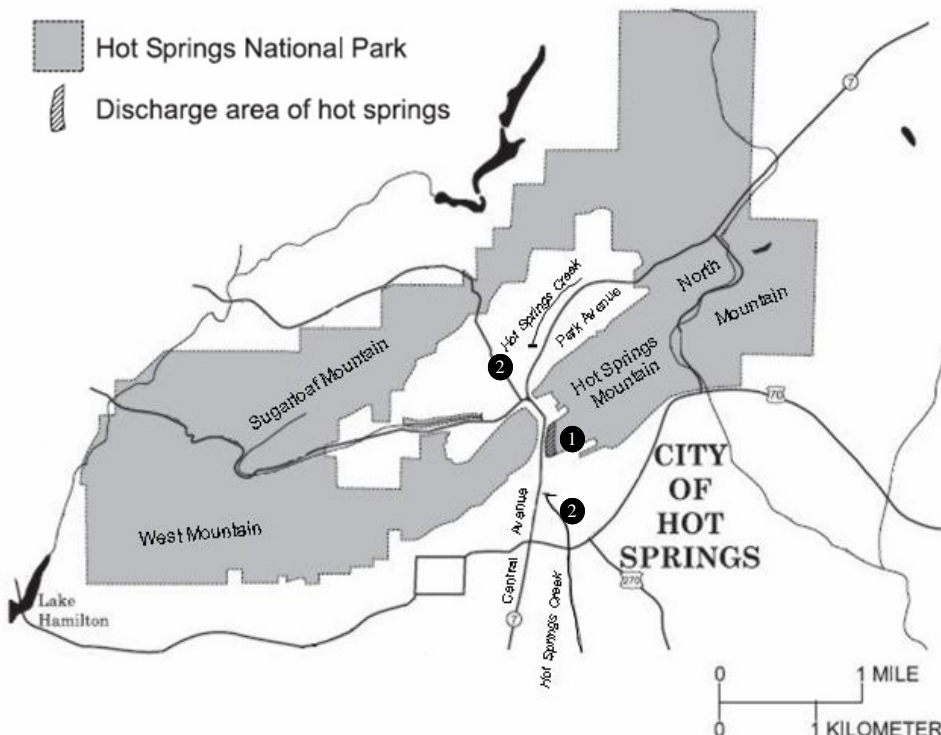 Hot Springs National Park
Discharge area of hot springs
7
Hot Springs Creek
Park Avenue
North
Mountain
2
Hot Springs
Mountain
Sugarloaf Mountain
70
1
CITY
OF
HOT
SPRINGS
2
West Mountain
Central Avenue
270
Lake
Hamilton
7
Hot Springs Creek
0 1 MILE
0 1 KILOMETER